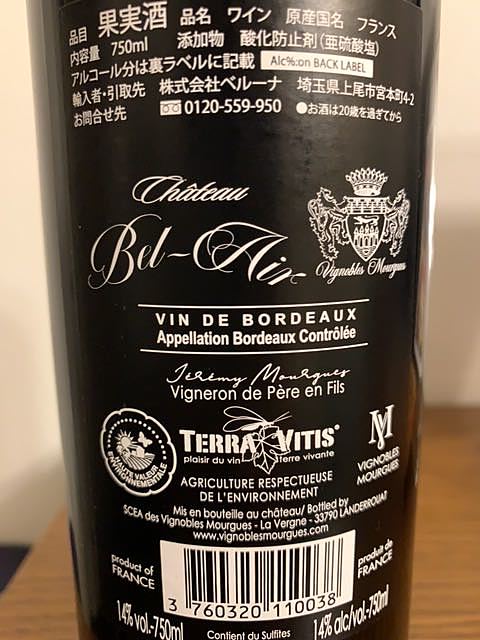 品目 果実酒 品名 ワイン 原産国名 フランス
内容量 750ml 添加物 酸化防止剤(亜硫酸塩)
アルコール分は裏ラベルに記載 Alc%:on BACK LABEL
輸入者・引取先 株式会社ベルーナ 埼玉県上尾市宮本町4-2
お問合せ先 0120-559-950 ●お酒は20歳を過ぎてから
Château
Bel-Air
Vignobles Mourgues
VIN DE BORDEAUX
Appellation Bordeaux Contrôlée
Jérémy Mourgues
Vigneron de Père en Fils
HAUTE VALEUR
ENVIRONNEMENTALE
TERRA VITIS®
plaisir du vin terre vivante
VM
VIGNOBLES
MOURGUES
AGRICULTURE RESPECTUEUSE
DE L'ENVIRONNEMENT
Mis en bouteille au château/ Bottled by
SCEA des Vignobles Mourgues - La Vergne - 33790 LANDERROUAT
www.vignoblesmourgues.com
product of
FRANCE
produit de
FRANCE
3 760320 110038
14% vol.-750ml
14% alc/vol-750ml
Contient du Sulfites